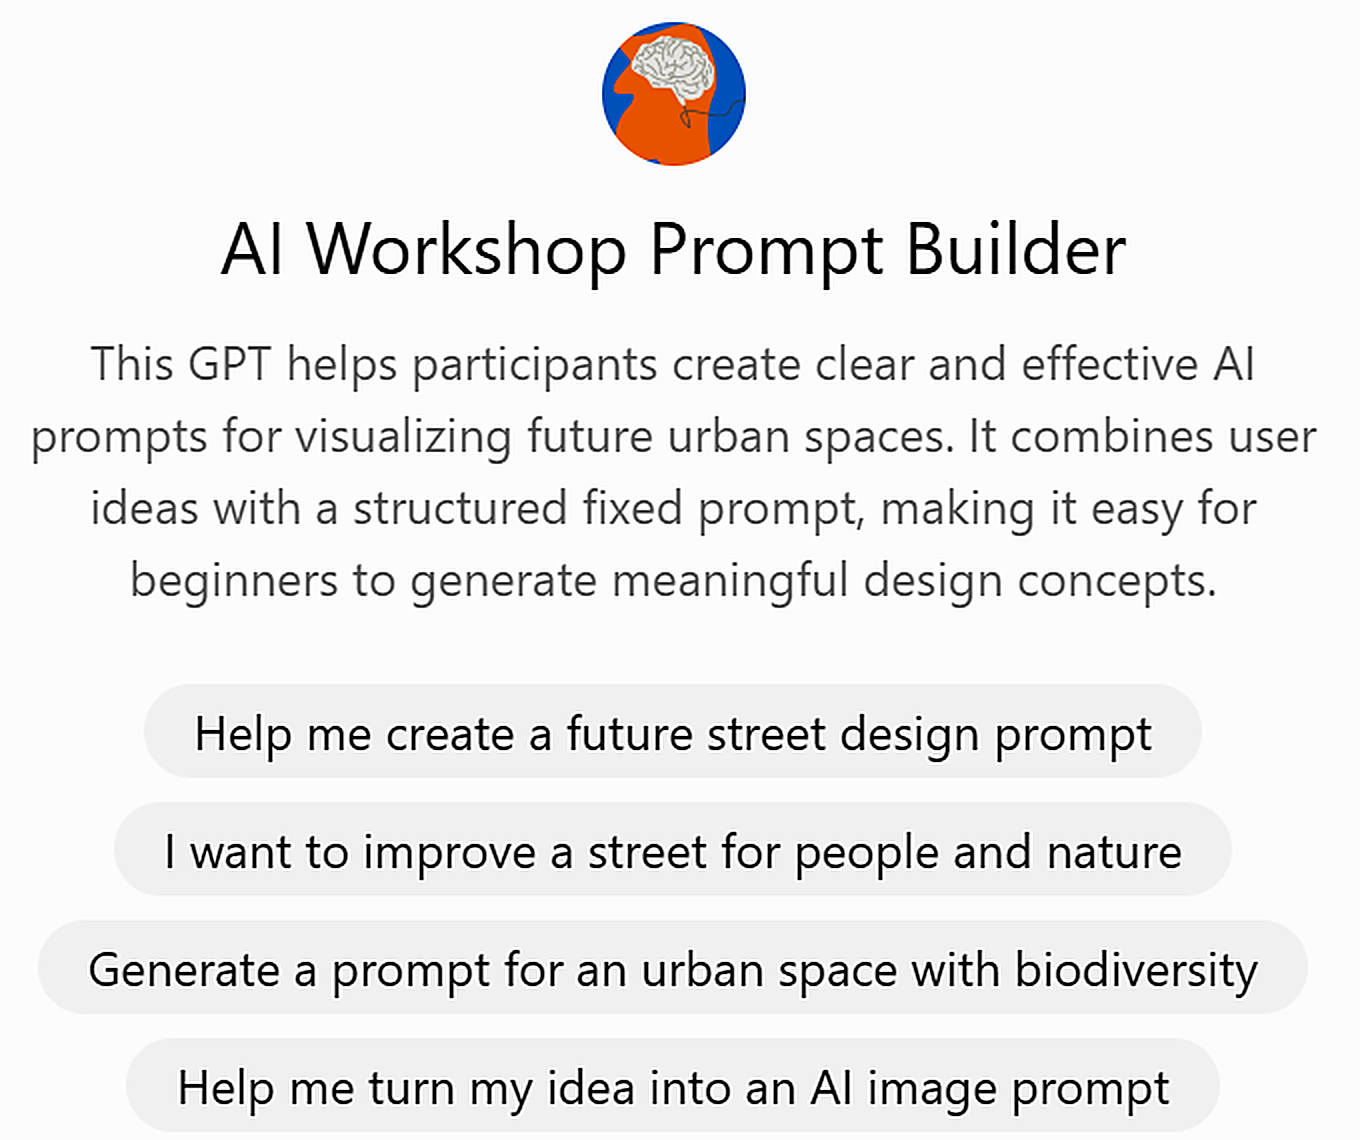 AI Workshop Prompt Builder
This GPT helps participants create clear and effective AI
prompts for visualizing future urban spaces. It combines user
ideas with a structured fixed prompt, making it easy for
beginners to generate meaningful design concepts.
Help me create a future street design prompt
I want to improve a street for people and nature
Generate a prompt for an urban space with biodiversity
Help me turn my idea into an AI image prompt